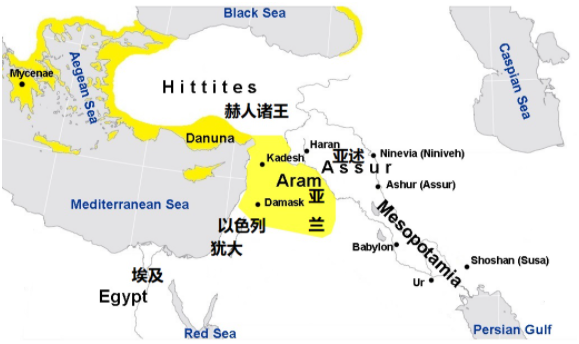 Black Sea
Caspian Sea
Aegean Sea
Mycenae
Hittites
赫人诸王
Danuna
Haran
亚述
Assur
Ninevia (Niniveh)
Kadesh
Aram
亚兰
Ashur (Assur)
Damask
Mediterranean Sea
以色列
犹大
Mesopotamia
Babylon
Shoshan (Susa)
埃及
Egypt
Ur
Red Sea
Persian Gulf